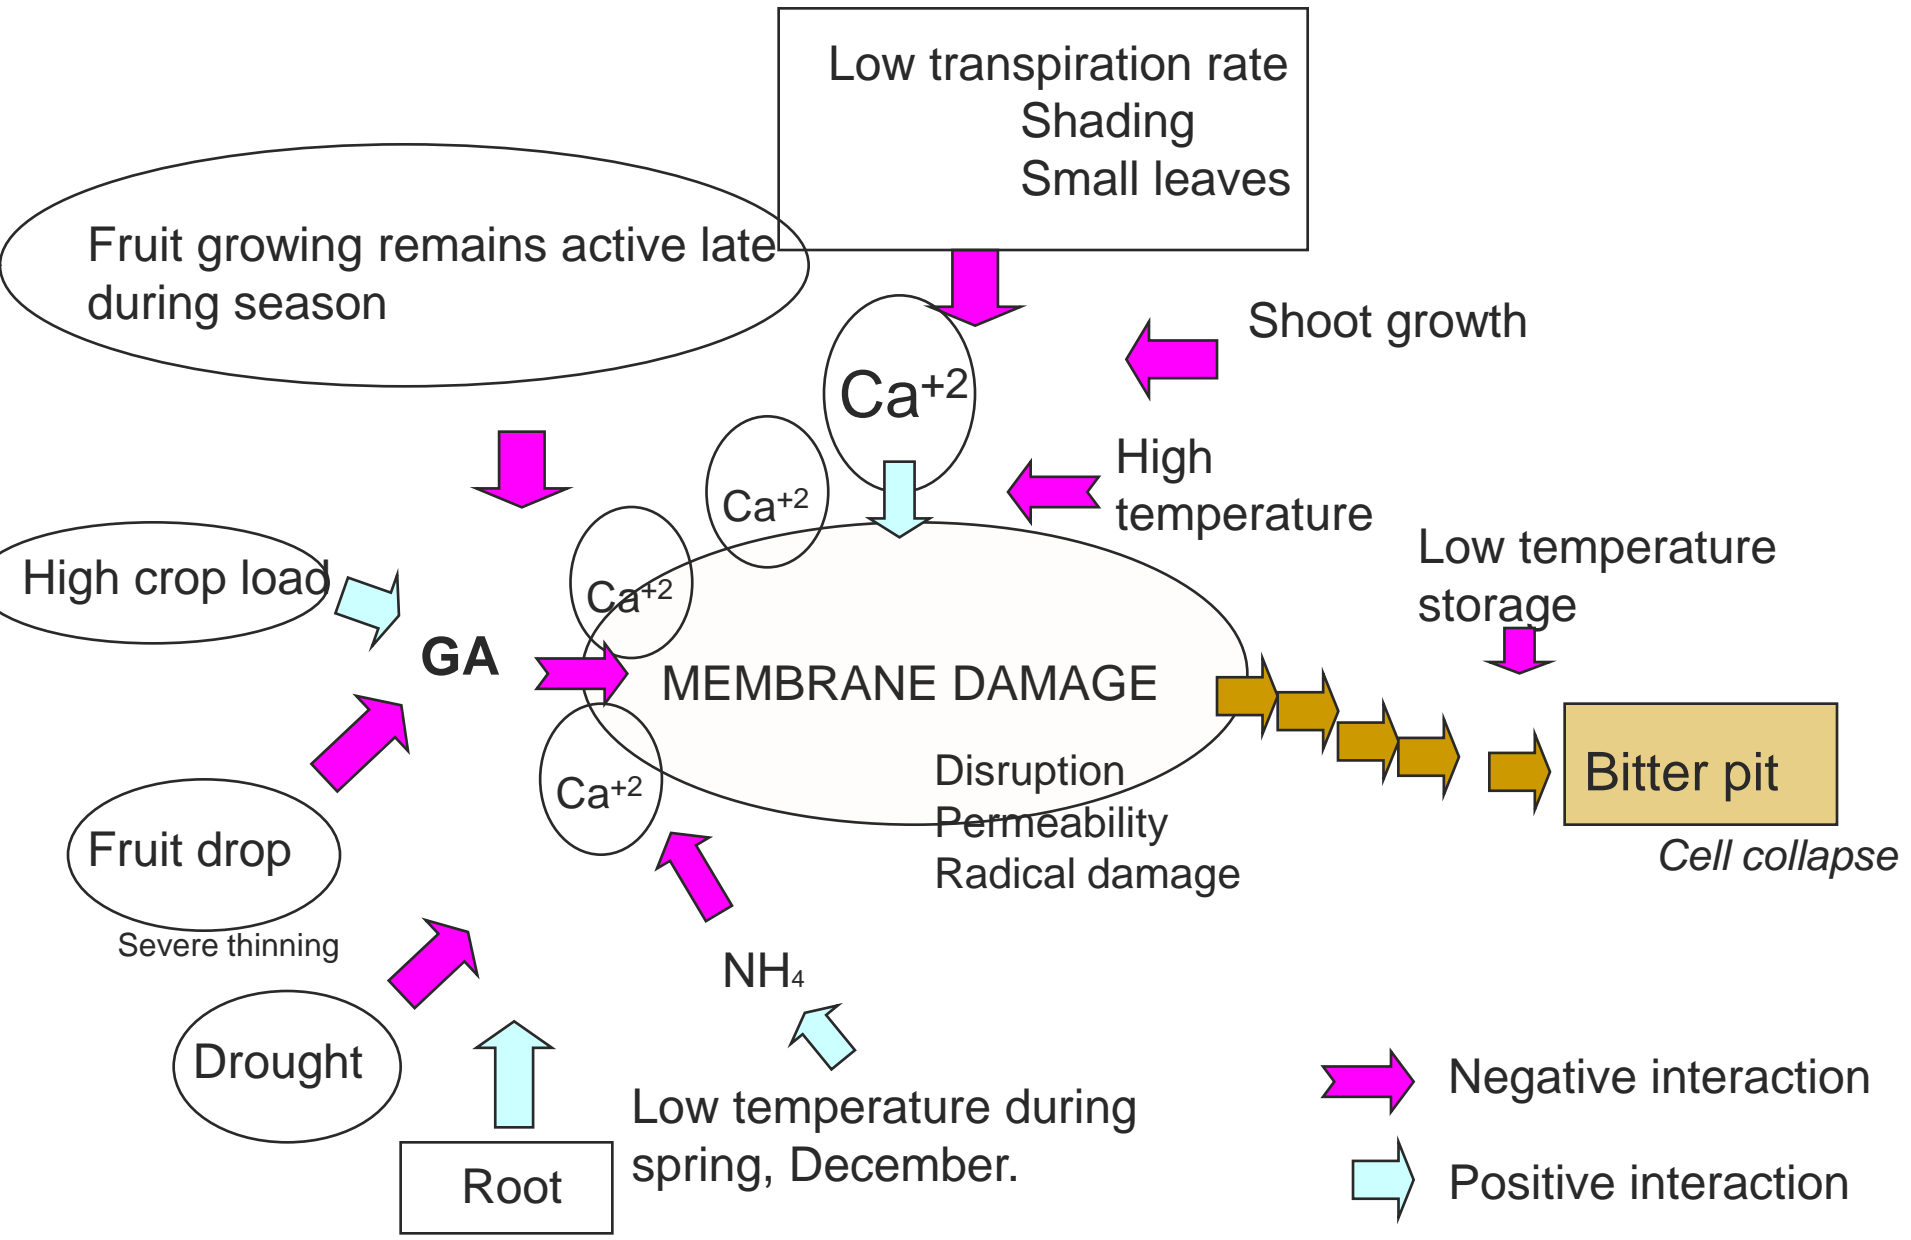 Low transpiration rate
Shading
Small leaves
Fruit growing remains active late
during season
Shoot growth
Ca+2
High
temperature
Ca+2
Low temperature
storage
High crop load
Ca+2
GA
MEMBRANE DAMAGE
Disruption
Permeability
Radical damage
Ca+2
Bitter pit
Cell collapse
Fruit drop
Severe thinning
NH4
Drought
Low temperature during
spring, December.
Root
Negative interaction
Positive interaction